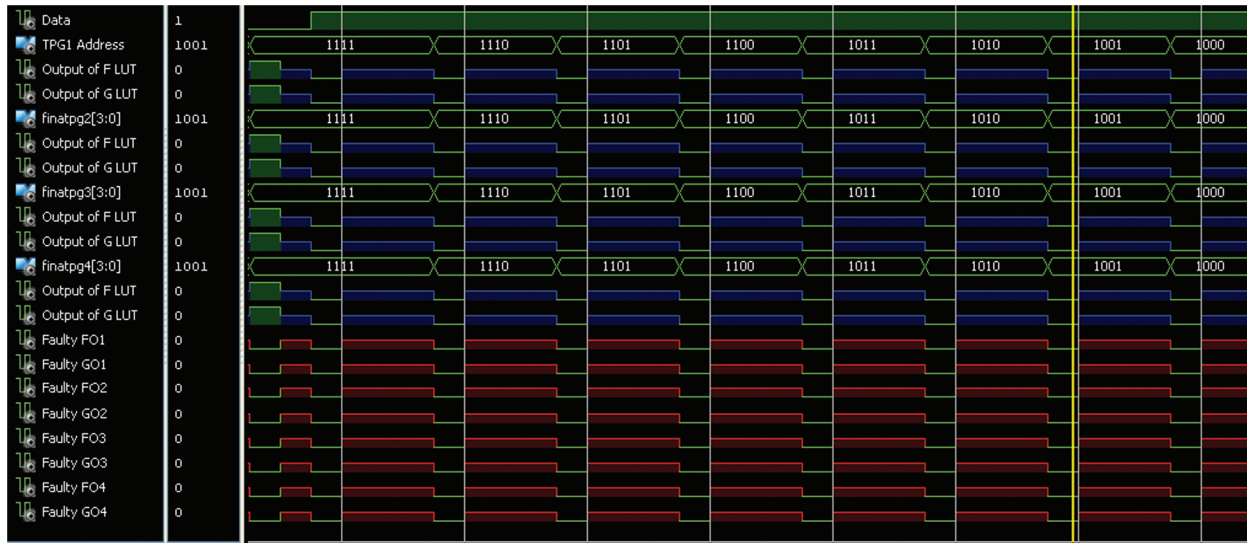 Data 1
TPG1 Address 1001 1111 1110 1101 1100 1011 1010 1001 1000
Output of F LUT 0
Output of G LUT 0
finatpg2[3:0] 1001 1111 1110 1101 1100 1011 1010 1001 1000
Output of F LUT 0
Output of G LUT 0
finatpg3[3:0] 1001 1111 1110 1101 1100 1011 1010 1001 1000
Output of F LUT 0
Output of G LUT 0
finatpg4[3:0] 1001 1111 1110 1101 1100 1011 1010 1001 1000
Output of F LUT 0
Output of G LUT 0
Faulty FO1 0
Faulty GO1 0
Faulty FO2 0
Faulty GO2 0
Faulty FO3 0
Faulty GO3 0
Faulty FO4 0
Faulty GO4 0